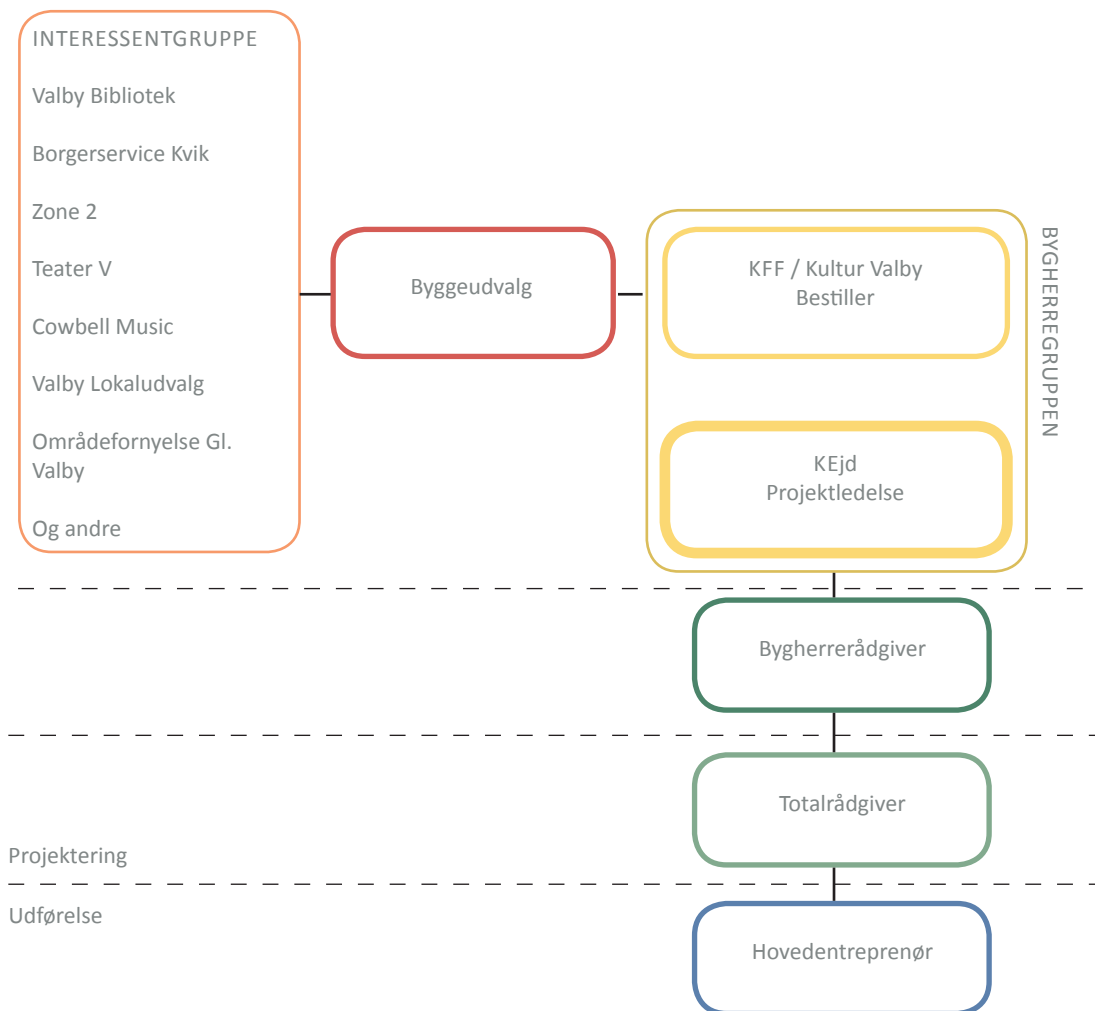 INTERESSENTGRUPPE
Valby Bibliotek
Borgerservice Kvik
Zone 2
Teater V
Cowbell Music
Valby Lokaludvalg
Områdefornyelse Gl.
Valby
Og andre
Byggeudvalg
KFF / Kultur Valby
Bestiller
KEjd
Projektledelse
BYGHERREGRUPPEN
Bygherrerådgiver
Totalrådgiver
Projektering
Udførelse
Hovedentreprenør